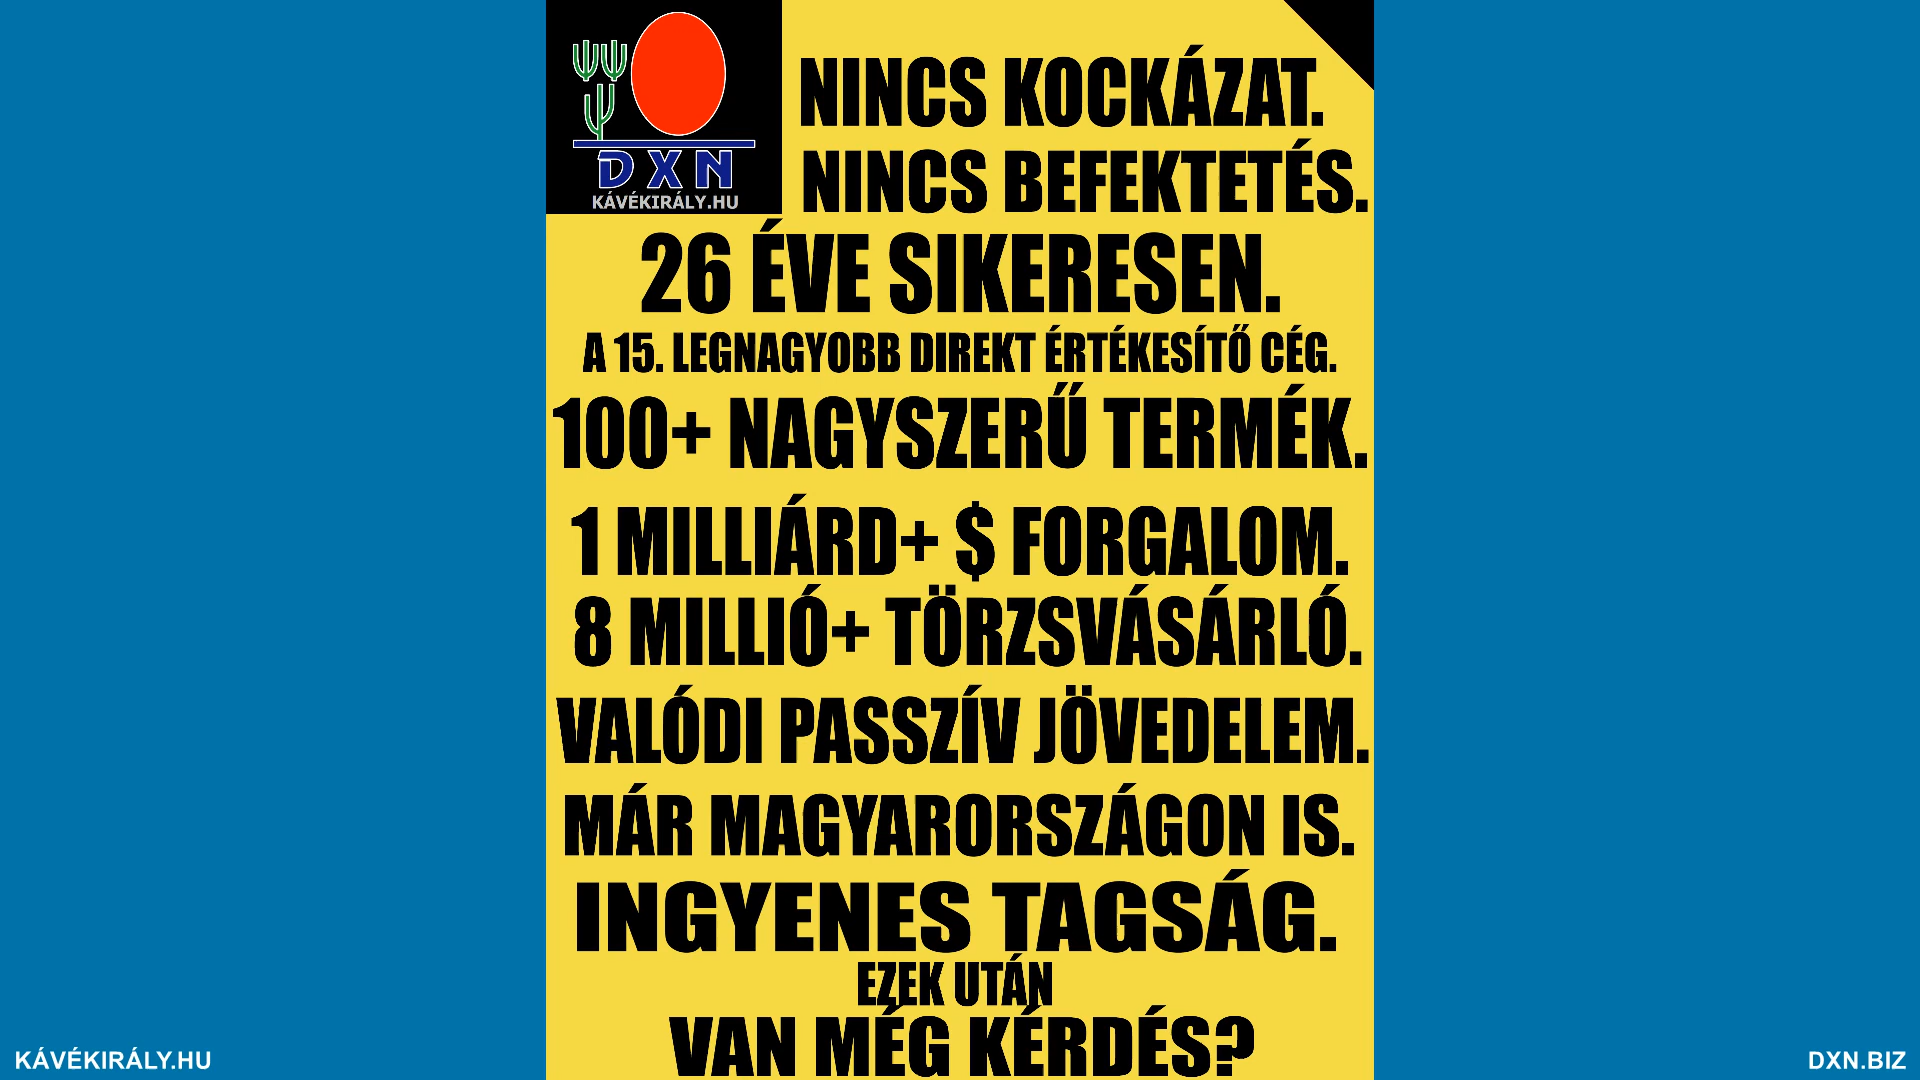 DXN
KÁVÉKIRÁLY.HU
NINCS KOCKÁZAT.
NINCS BEFEKTETÉS.
26 ÉVE SIKERESEN.
A 15. LEGNAGYOBB DIREKT ÉRTÉKESÍTŐ CÉG.
100+ NAGYSZERŰ TERMÉK.
1 MILLIÁRD+ $ FORGALOM.
8 MILLIÓ+ TÖRZSVÁSÁRLÓ.
VALÓDI PASSZÍV JÖVEDELEM.
MÁR MAGYARORSZÁGON IS.
INGYENES TAGSÁG.
EZEK UTÁN
VAN MÉG KÉRDÉS?
KÁVÉKIRÁLY.HU
DXN.BIZ